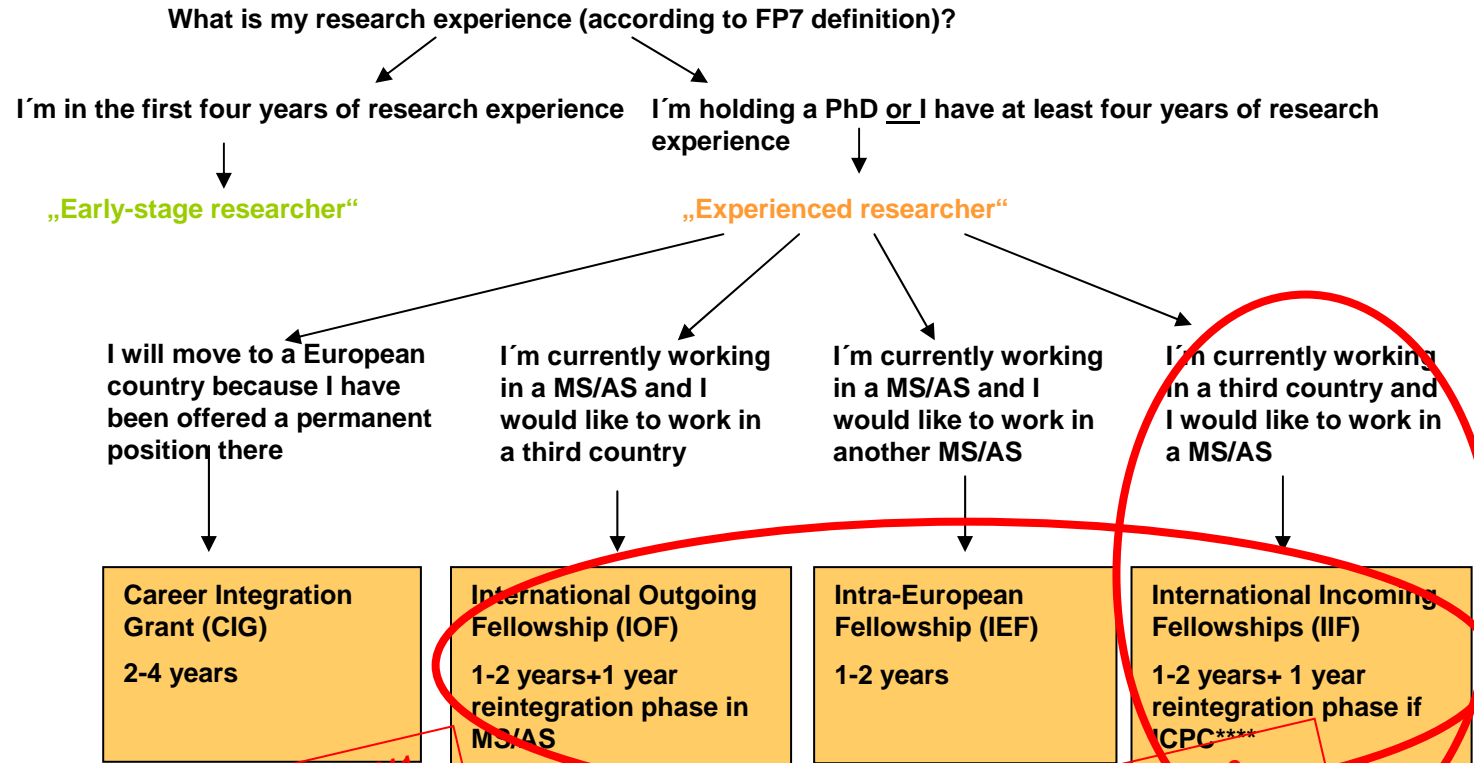 What is my research experience (according to FP7 definition)?
I´m in the first four years of research experience
I´m holding a PhD or I have at least four years of research
experience
„Early-stage researcher“
„Experienced researcher“
I will move to a European
country because I have
been offered a permanent
position there
I´m currently working
in a MS/AS and I
would like to work in
a third country
I´m currently working
in a MS/AS and I
would like to work in
another MS/AS
I´m currently working
in a third country and
I would like to work in
a MS/AS
Career Integration
Grant (CIG)
2-4 years
International Outgoing
Fellowship (IOF)
1-2 years+1 year
reintegration phase in
MS/AS
Intra-European
Fellowship (IEF)
1-2 years
International Incoming
Fellowships (IIF)
1-2 years+ 1 year
reintegration phase if
ICPC****